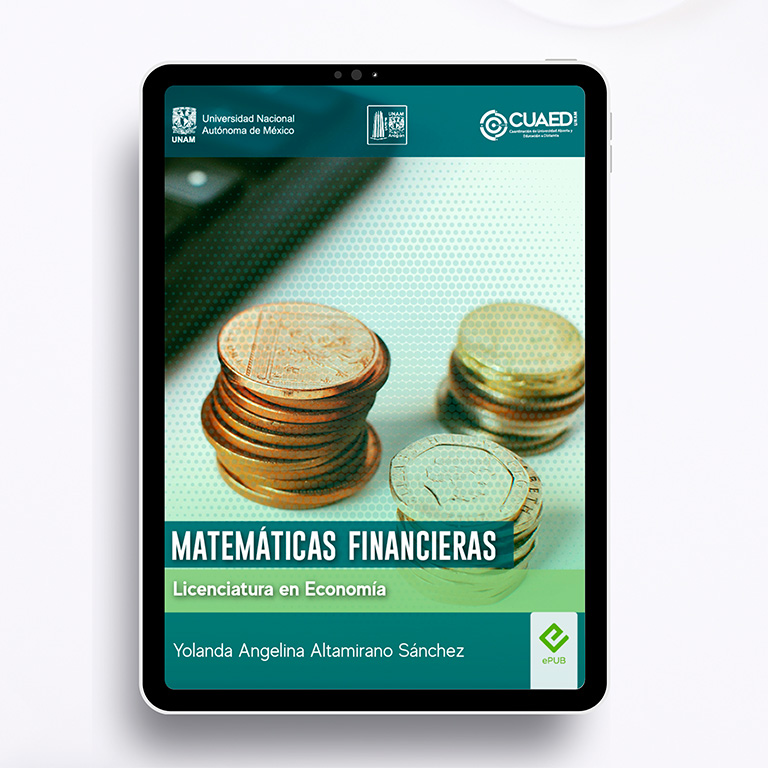 UNAM
Universidad Nacional
Autónoma de México
UNAM
Aragón
CUAED
UNAM
Coordinación de Universidad Abierta y
Educación a Distancia
MATEMÁTICAS FINANCIERAS
Licenciatura en Economía
Yolanda Angelina Altamirano Sánchez
ePUB